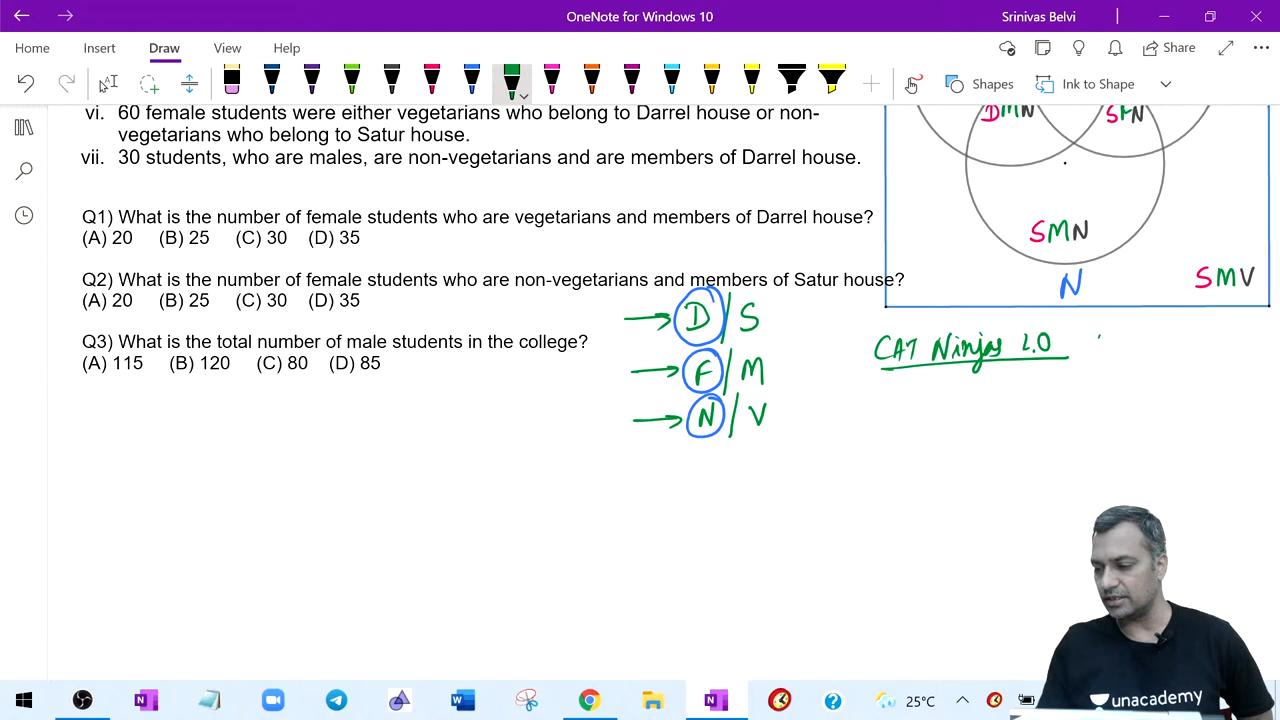 OneNote for Windows 10
Srinivas Belvi
Home Insert Draw View Help
Share
Shapes
Ink to Shape
vi. 60 female students were either vegetarians who belong to Darrel house or non-
vegetarians who belong to Satur house.
vii. 30 students, who are males, are non-vegetarians and are members of Darrel house.
DMN SFN
SMN
N
SMV
Q1) What is the number of female students who are vegetarians and members of Darrel house?
(A) 20 (B) 25 (C) 30 (D) 35
Q2) What is the number of female students who are non-vegetarians and members of Satur house?
(A) 20 (B) 25 (C) 30 (D) 35
Q3) What is the total number of male students in the college?
(A) 115 (B) 120 (C) 80 (D) 85
→ D / S
→ F / M
→ N / V
CAT Ninjas 2.0
unacademy
25°C